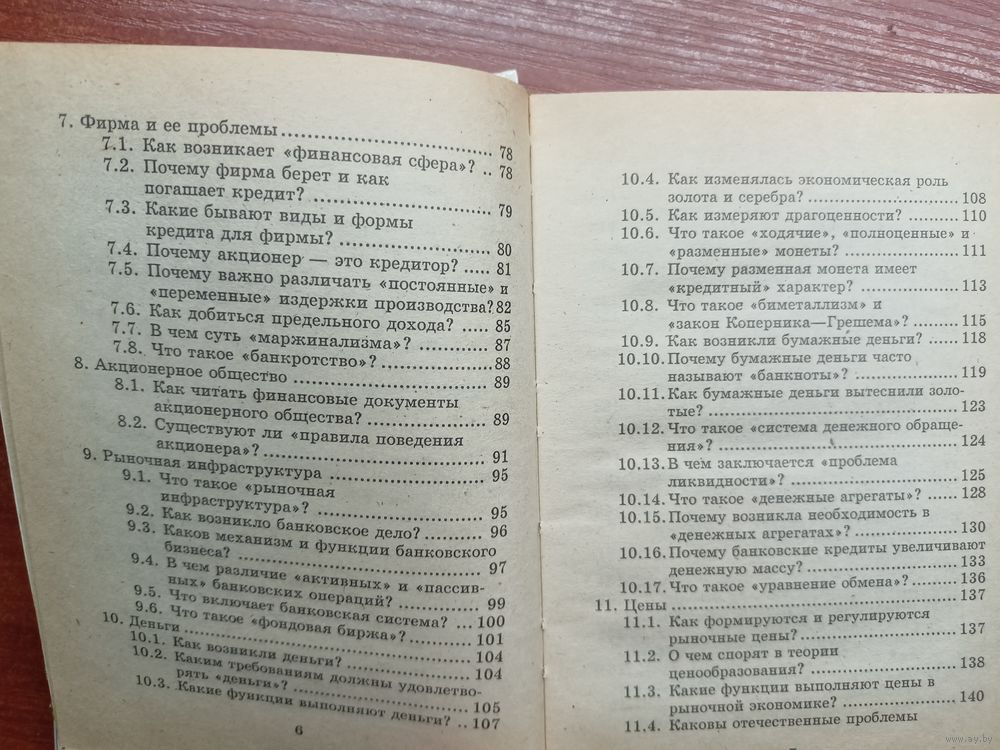 7. Фирма и ее проблемы .......... 78
7.1. Как возникает «финансовая сфера»? .. 78
7.2. Почему фирма берет и как
погашает кредит? .......... 79
7.3. Какие бывают виды и формы
кредита для фирмы? .......... 80
7.4. Почему акционер — это кредитор? ..... 81
7.5. Почему важно различать «постоянные» и
«переменные» издержки производства? 82
7.6. Как добиться предельного дохода? ..... 85
7.7. В чем суть «маржинализма»? .......... 87
7.8. Что такое «банкротство»? .......... 88
8. Акционерное общество .......... 89
8.1. Как читать финансовые документы
акционерного общества? .......... 89
8.2. Существуют ли «правила поведения
акционера»? .......... 91
9. Рыночная инфраструктура .......... 95
9.1. Что такое «рыночная
инфраструктура»? .......... 95
9.2. Как возникло банковское дело? .......... 96
9.3. Каков механизм и функции банковского
бизнеса? .......... 97
9.4. В чем различие «активных» и «пассив-
ных» банковских операций? .......... 99
9.5. Что включает банковская система? ... 100
9.6. Что такое «фондовая биржа»? .......... 101
10. Деньги .......... 104
10.1. Как возникли деньги? .......... 104
10.2. Каким требованиям должны удовлетво-
рять «деньги»? .......... 105
10.3. Какие функции выполняют деньги? .. 107
6
10.4. Как изменялась экономическая роль
золота и серебра? .......... 108
10.5. Как измеряют драгоценности? .......... 110
10.6. Что такое «ходячие», «полноценные» и
«разменные» монеты? .......... 111
10.7. Почему разменная монета имеет
«кредитный» характер? .......... 113
10.8. Что такое «биметаллизм» и
«закон Коперника—Грешема»? .......... 115
10.9. Как возникли бумажные деньги? ..... 118
10.10. Почему бумажные деньги часто
называют «банкноты»? .......... 119
10.11. Как бумажные деньги вытеснили золо-
тые? .......... 123
10.12. Что такое «система денежного обраще-
ния»? .......... 124
10.13. В чем заключается «проблема
ликвидности»? .......... 125
10.14. Что такое «денежные агрегаты»? ..... 128
10.15. Почему возникла необходимость в
«денежных агрегатах»? .......... 130
10.16. Почему банковские кредиты увеличивают
денежную массу? .......... 133
10.17. Что такое «уравнение обмена»? .......... 136
11. Цены .......... 137
11.1. Как формируются и регулируются
рыночные цены? .......... 137
11.2. О чем спорят в теории
ценообразования? .......... 138
11.3. Какие функции выполняют цены в
рыночной экономике? .......... 140
11.4. Каковы отечественные проблемы
www.ay.by